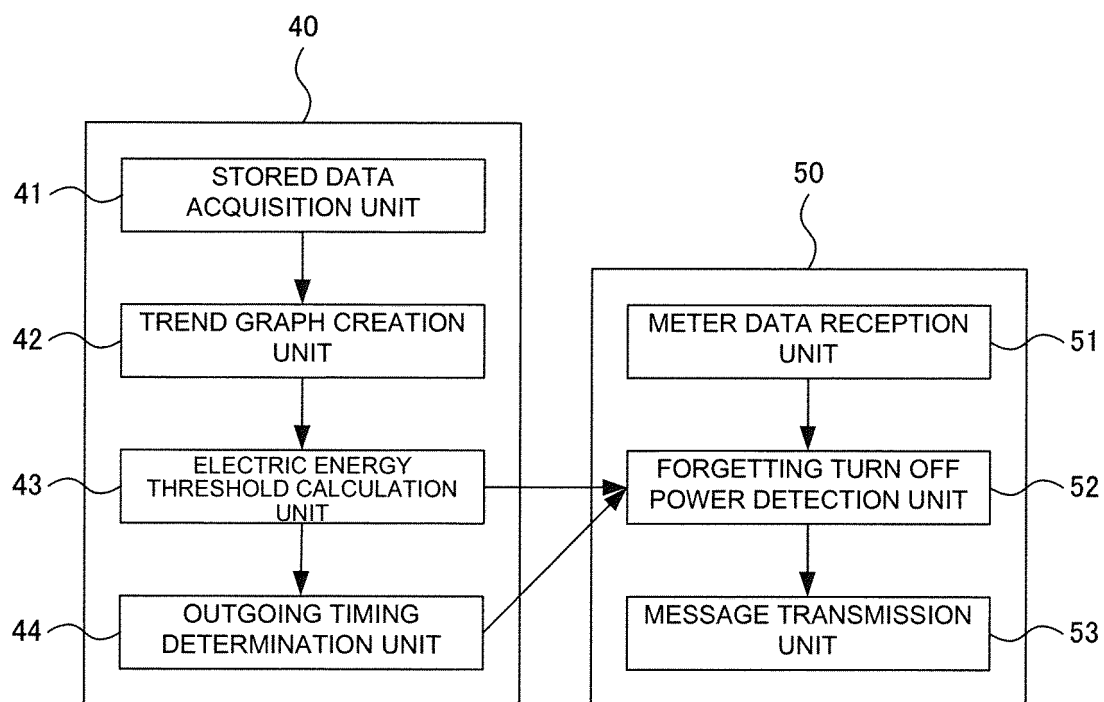 40
41
STORED DATA
ACQUISITION UNIT
42
TREND GRAPH CREATION
UNIT
43
ELECTRIC ENERGY
THRESHOLD CALCULATION
UNIT
44
OUTGOING TIMING
DETERMINATION UNIT
50
METER DATA RECEPTION
UNIT
51
FORGETTING TURN OFF
POWER DETECTION UNIT
52
MESSAGE TRANSMISSION
UNIT
53